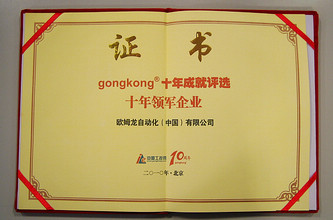 证 书
gongkong® 十年成就评选
十年领军企业
欧姆龙自动化（中国）有限公司
10
二〇一〇年·北京